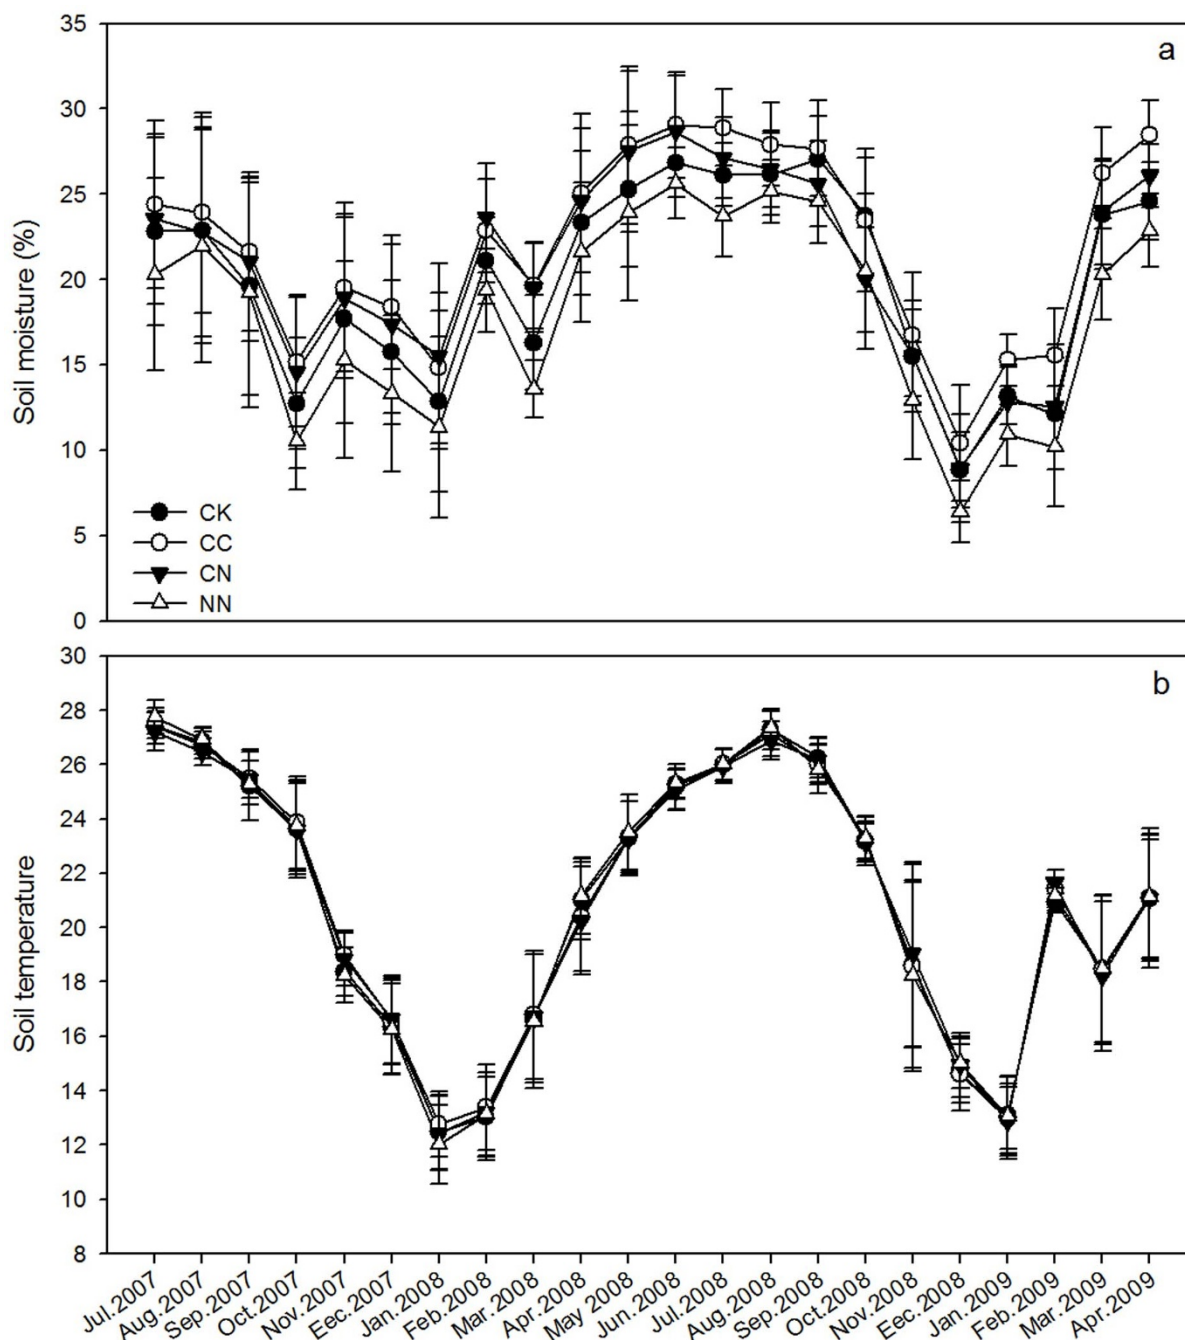 35
a
30
25
20
15
10
5
0
Soil moisture (%)
CK
CC
CN
NN
30
b
28
26
24
22
20
18
16
14
12
10
8
Soil temperature
Jul.2007
Aug.2007
Sep.2007
Oct.2007
Nov.2007
Eec.2007
Jan.2008
Feb.2008
Mar.2008
Apr.2008
May 2008
Jun.2008
Jul.2008
Aug.2008
Sep.2008
Oct.2008
Nov.2008
Eec.2008
Jan.2009
Feb.2009
Mar.2009
Apr.2009